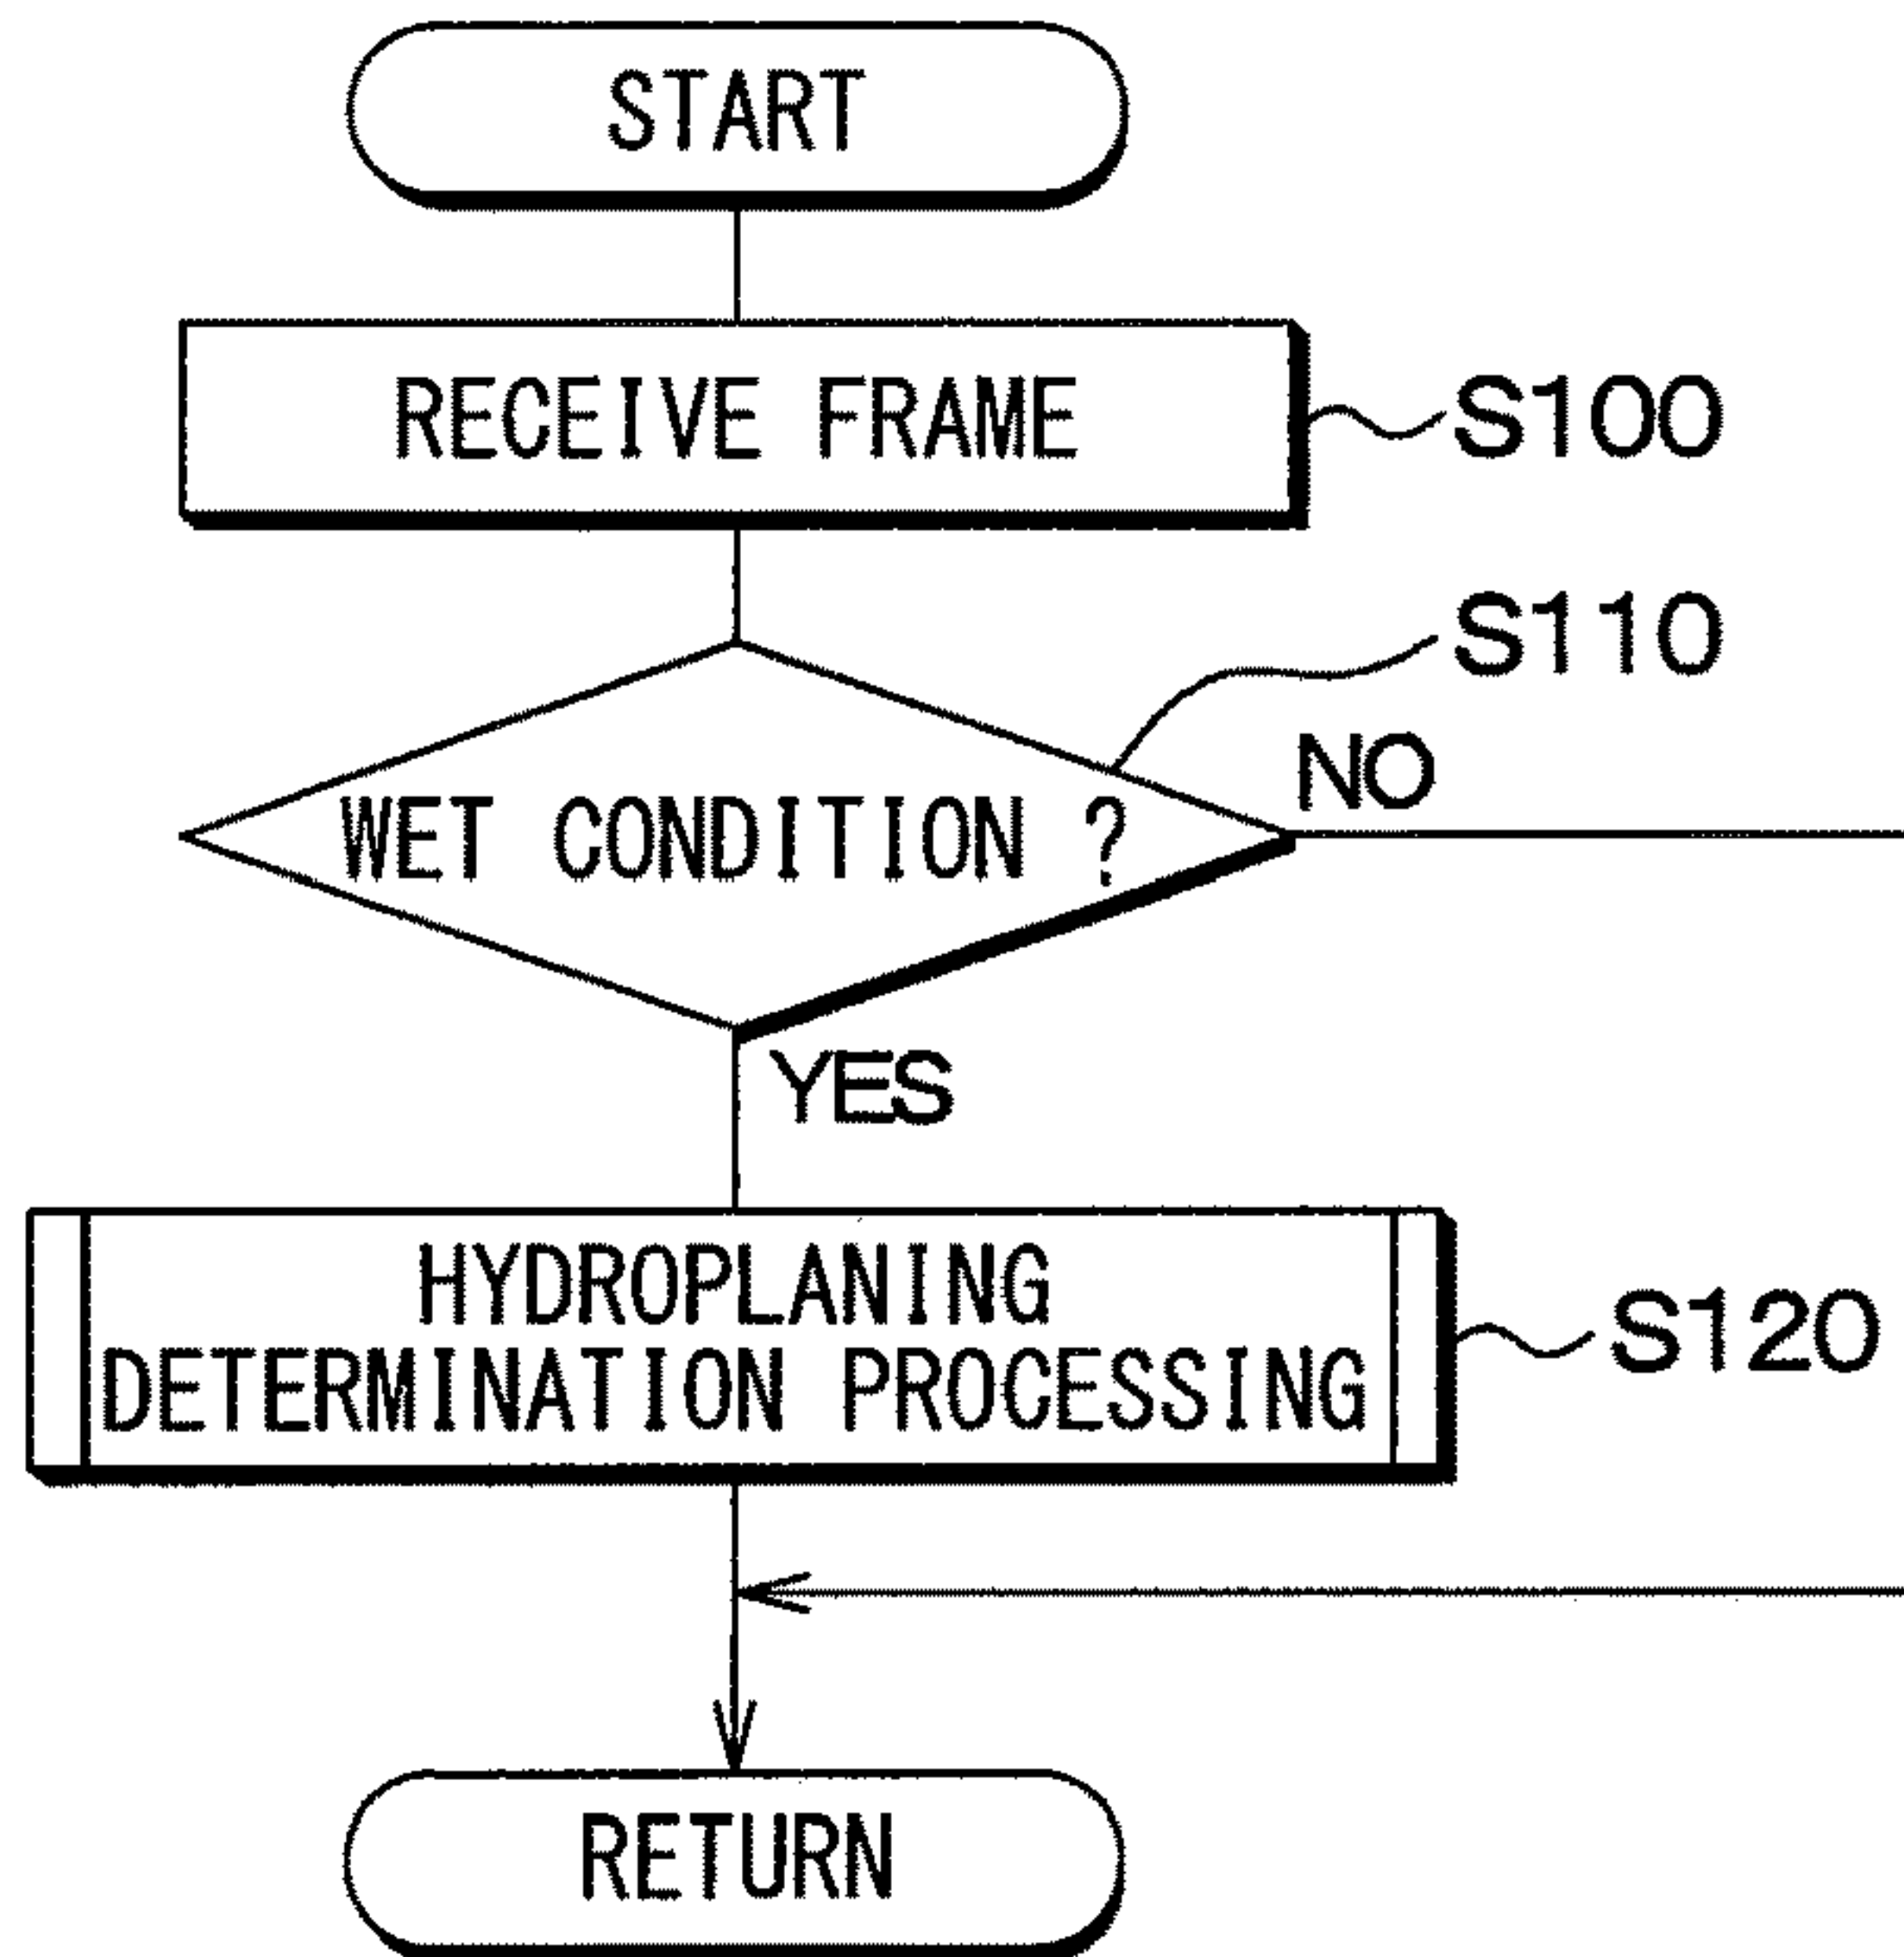 START
RECEIVE FRAME
S100
S110
NO
WET CONDITION ?
YES
HYDROPLANING
DETERMINATION PROCESSING
S120
RETURN